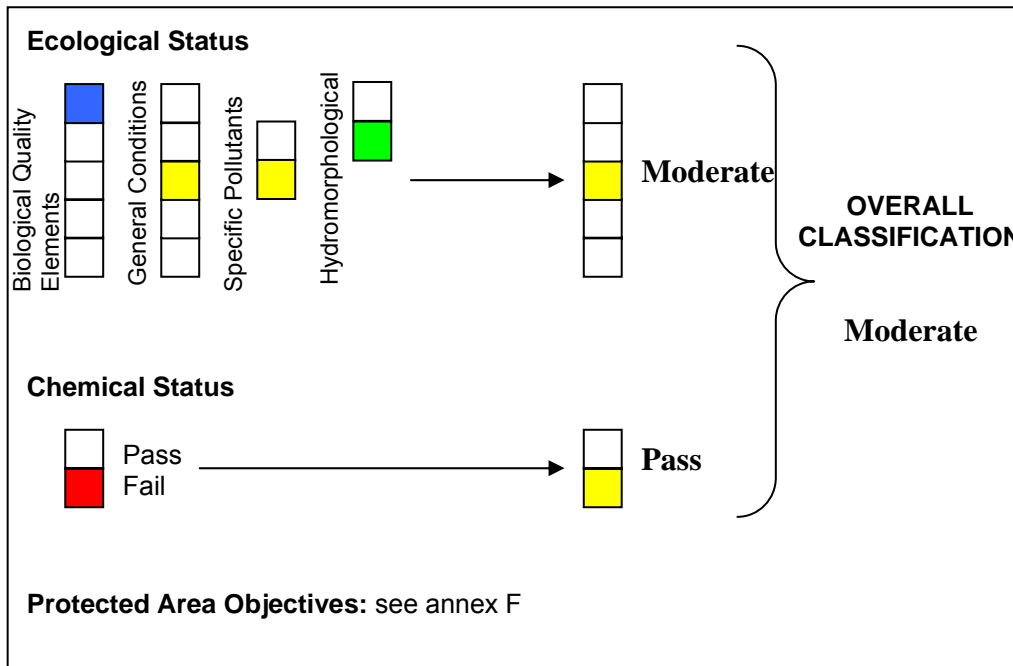 Ecological Status
Biological Quality
Elements
General Conditions
Specific Pollutants
Hydromorphological
Moderate
OVERALL
CLASSIFICATION
Moderate
Chemical Status
Pass
Fail
Pass
Protected Area Objectives: see annex F